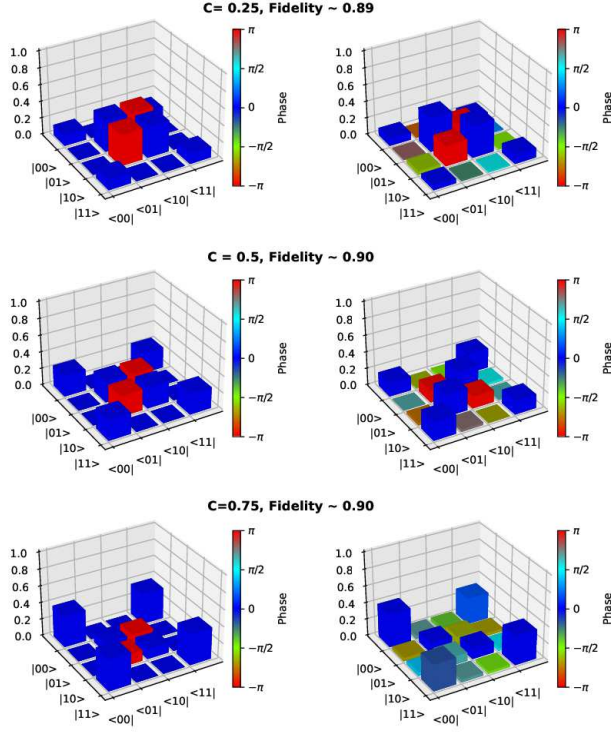 C= 0.25, Fidelity ~ 0.89
1.0
0.8
0.6
0.4
0.2
0.0
|00>
|01>
|10>
|11>
<00|
<01|
<10|
<11|
π
π/2
0
−π/2
−π
Phase
1.0
0.8
0.6
0.4
0.2
0.0
|00>
|01>
|10>
|11>
<00|
<01|
<10|
<11|
π
π/2
0
−π/2
−π
Phase
C = 0.5, Fidelity ~ 0.90
1.0
0.8
0.6
0.4
0.2
0.0
|00>
|01>
|10>
|11>
<00|
<01|
<10|
<11|
π
π/2
0
−π/2
−π
Phase
1.0
0.8
0.6
0.4
0.2
0.0
|00>
|01>
|10>
|11>
<00|
<01|
<10|
<11|
π
π/2
0
−π/2
−π
Phase
C=0.75, Fidelity ~ 0.90
1.0
0.8
0.6
0.4
0.2
0.0
|00>
|01>
|10>
|11>
<00|
<01|
<10|
<11|
π
π/2
0
−π/2
−π
Phase
1.0
0.8
0.6
0.4
0.2
0.0
|00>
|01>
|10>
|11>
<00|
<01|
<10|
<11|
π
π/2
0
−π/2
−π
Phase